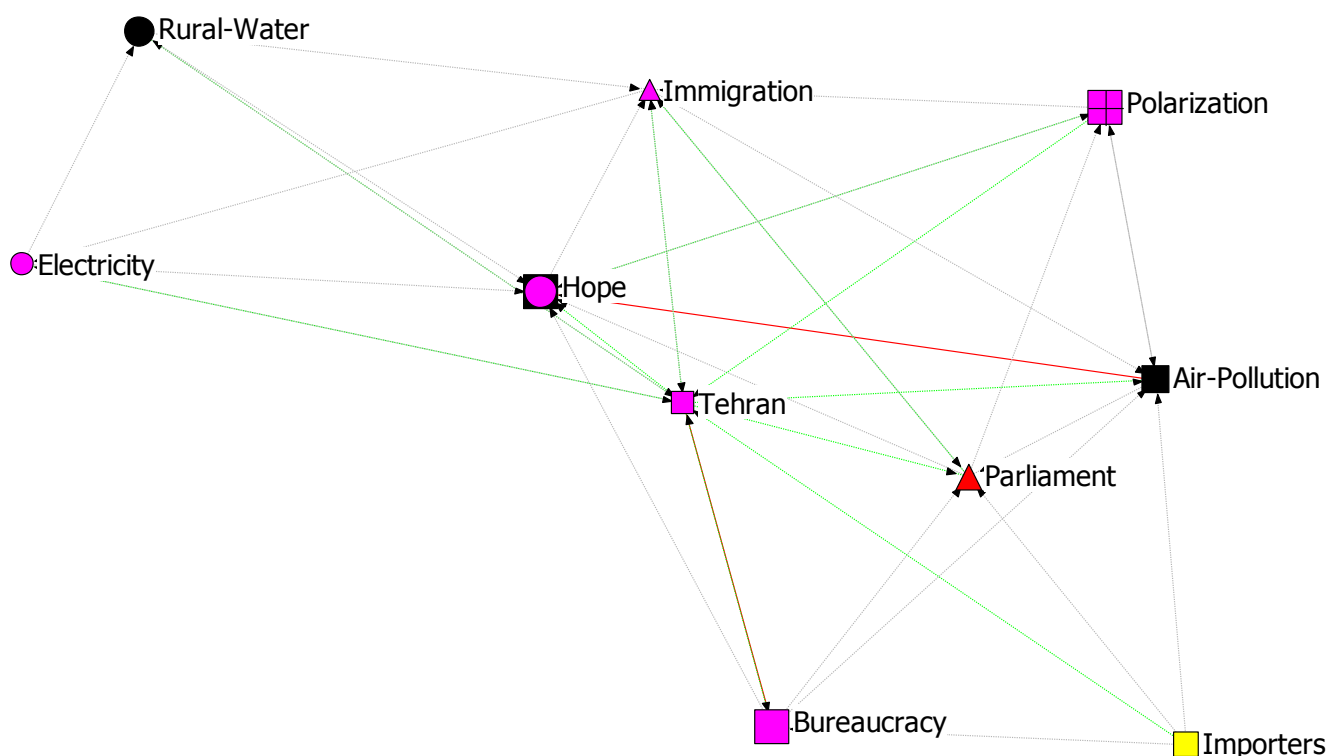 Rural-Water
Immigration
Polarization
Electricity
Hope
Air-Pollution
Tehran
Parliament
Bureaucracy
Importers